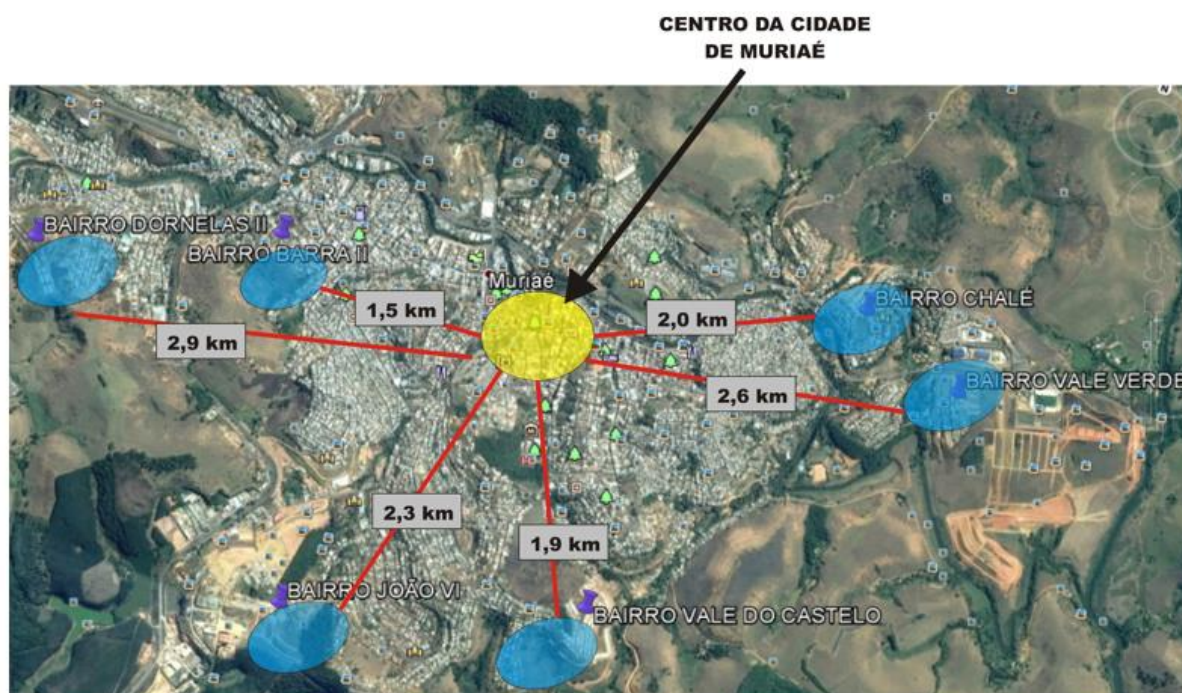 CENTRO DA CIDADE
DE MURIAÉ
N
BAIRRO DORNELAS II
BAIRRO BARRA II
Muriaé
BAIRRO CHALÉ
1,5 km
2,0 km
2,9 km
BAIRRO VALE VERDE
2,6 km
2,3 km
1,9 km
BAIRRO JOÃO VI
BAIRRO VALE DO CASTELO